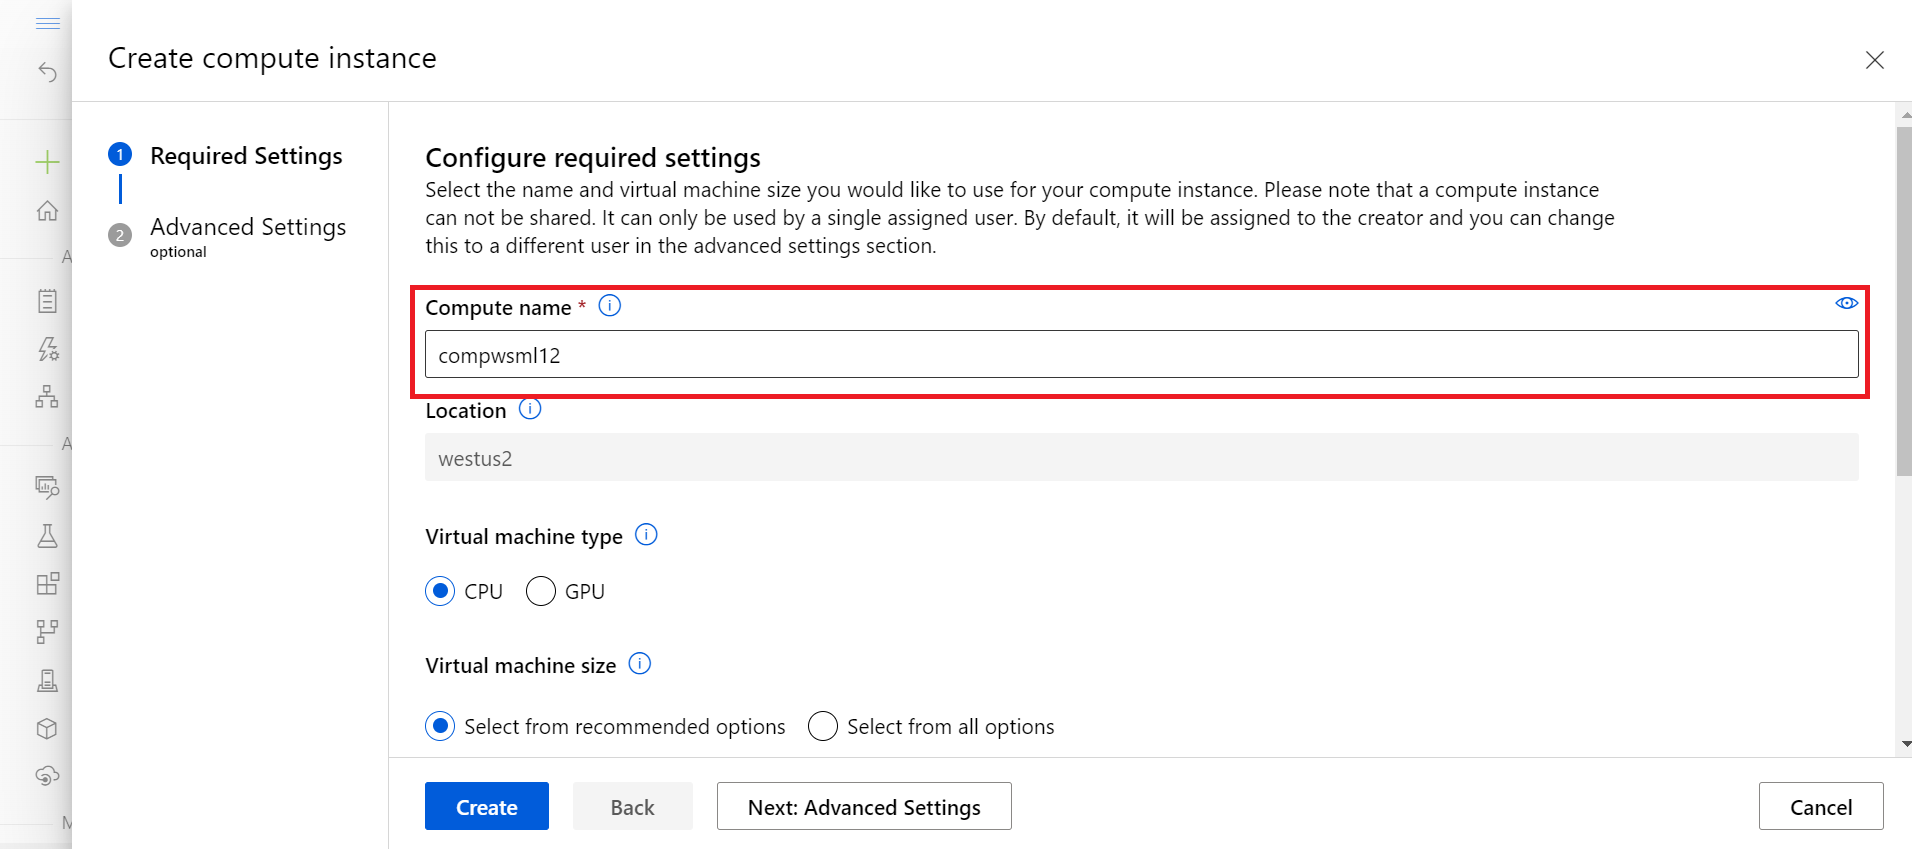 Create compute instance
1 Required Settings
2 Advanced Settings
optional
Configure required settings
Select the name and virtual machine size you would like to use for your compute instance. Please note that a compute instance
can not be shared. It can only be used by a single assigned user. By default, it will be assigned to the creator and you can change
this to a different user in the advanced settings section.
Compute name *
compwsml12
Location
westus2
Virtual machine type
CPU GPU
Virtual machine size
Select from recommended options Select from all options
Create Back Next: Advanced Settings Cancel